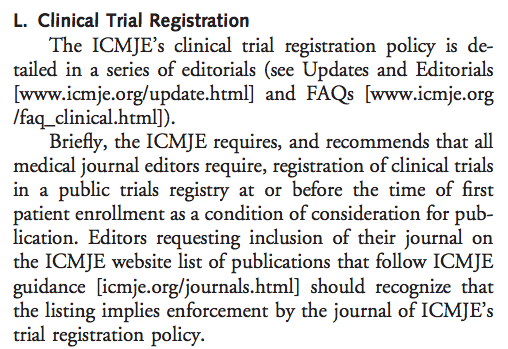 L. Clinical Trial Registration
The ICMJE's clinical trial registration policy is de-
tailed in a series of editorials (see Updates and Editorials
[www.icmje.org/update.html] and FAQs [www.icmje.org
/faq_clinical.html]).
Briefly, the ICMJE requires, and recommends that all
medical journal editors require, registration of clinical trials
in a public trials registry at or before the time of first
patient enrollment as a condition of consideration for pub-
lication. Editors requesting inclusion of their journal on
the ICMJE website list of publications that follow ICMJE
guidance [icmje.org/journals.html] should recognize that
the listing implies enforcement by the journal of ICMJE's
trial registration policy.